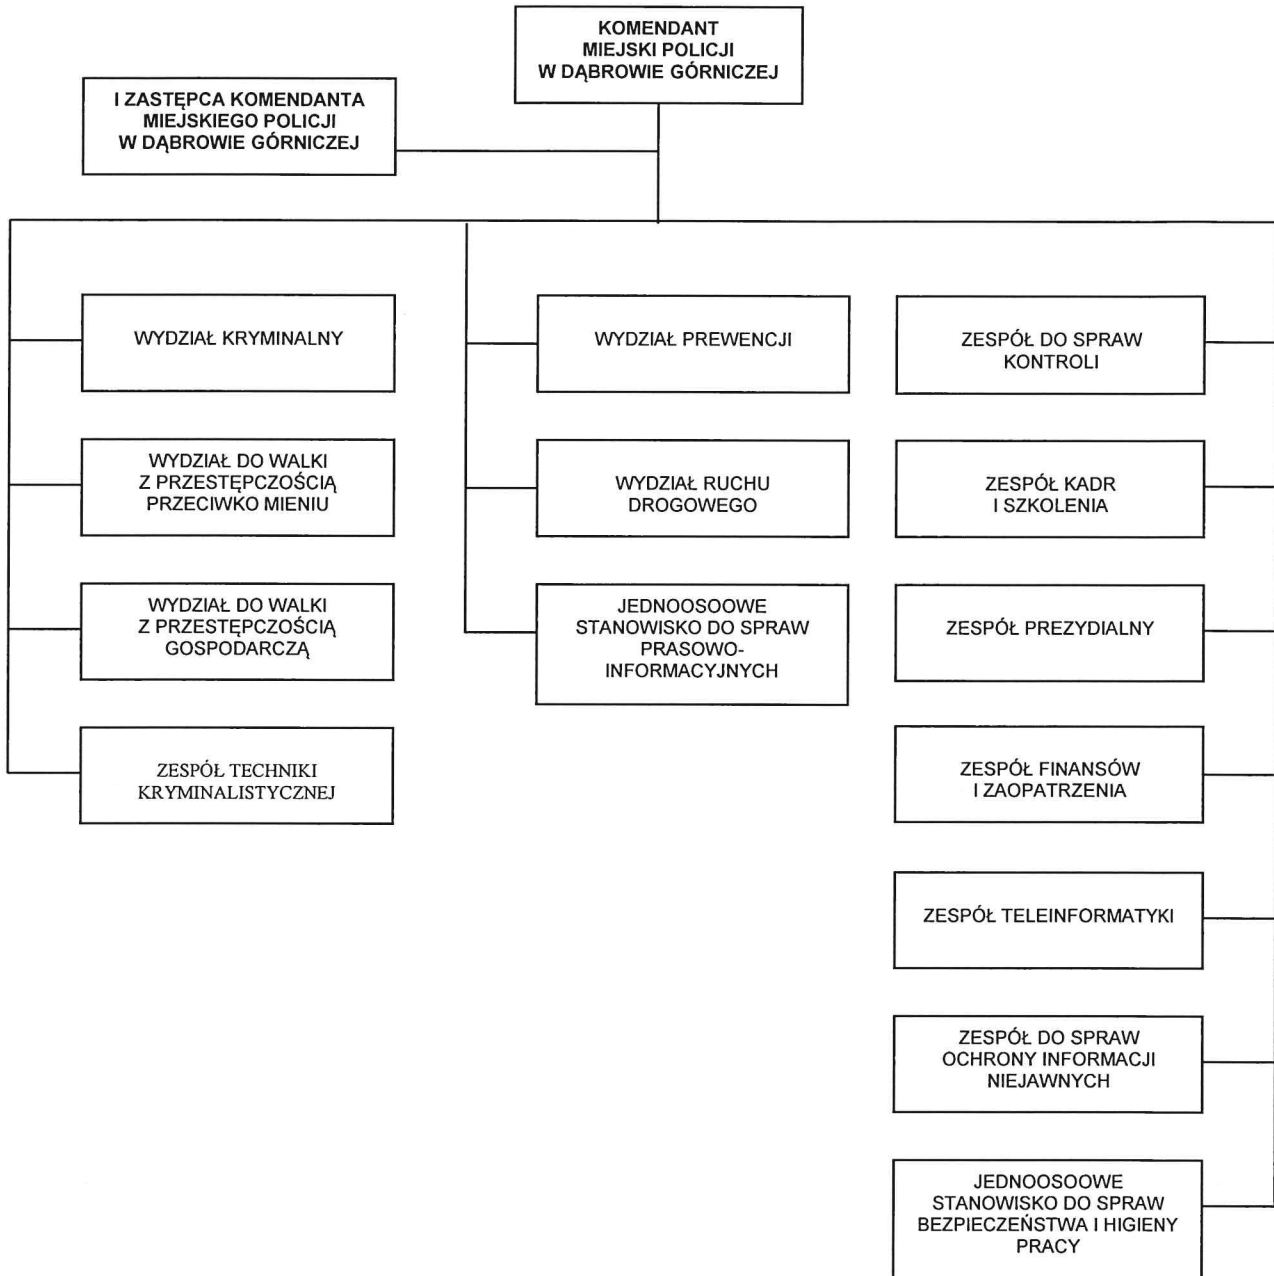 KOMENDANT
MIEJSKI POLICJI
W DĄBROWIE GÓRNICZEJ
I ZASTĘPCA KOMENDANTA
MIEJSKIEGO POLICJI
W DĄBROWIE GÓRNICZEJ
WYDZIAŁ KRYMINALNY
WYDZIAŁ DO WALKI
Z PRZESTĘPCZOŚCIĄ
PRZECIWKO MIENIU
WYDZIAŁ DO WALKI
Z PRZESTĘPCZOŚCIĄ
GOSPODARCZĄ
ZESPÓŁ TECHNIKI
KRYMINALISTYCZNEJ
WYDZIAŁ PREWENCJI
WYDZIAŁ RUCHU
DROGOWEGO
JEDNOOSOOWE
STANOWISKO DO SPRAW
PRASOWO-
INFORMACYJNYCH
ZESPÓŁ DO SPRAW
KONTROLI
ZESPÓŁ KADR
I SZKOLENIA
ZESPÓŁ PREZYDIALNY
ZESPÓŁ FINANSÓW
I ZAOPATRZENIA
ZESPÓŁ TELEINFORMATYKI
ZESPÓŁ DO SPRAW
OCHRONY INFORMACJI
NIEJAWNYCH
JEDNOOSOOWE
STANOWISKO DO SPRAW
BEZPIECZEŃSTWA I HIGIENY
PRACY